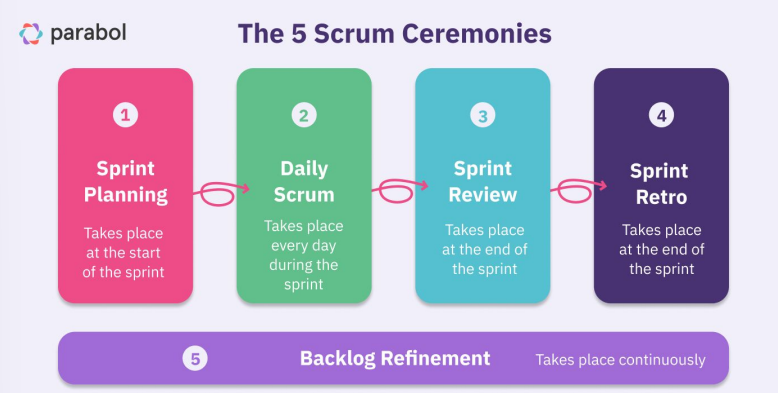 parabol
The 5 Scrum Ceremonies
1
Sprint
Planning
Takes place
at the start
of the sprint
2
Daily
Scrum
Takes place
every day
during the
sprint
3
Sprint
Review
Takes place
at the end of
the sprint
4
Sprint
Retro
Takes place
at the end of
the sprint
5 Backlog Refinement Takes place continuously